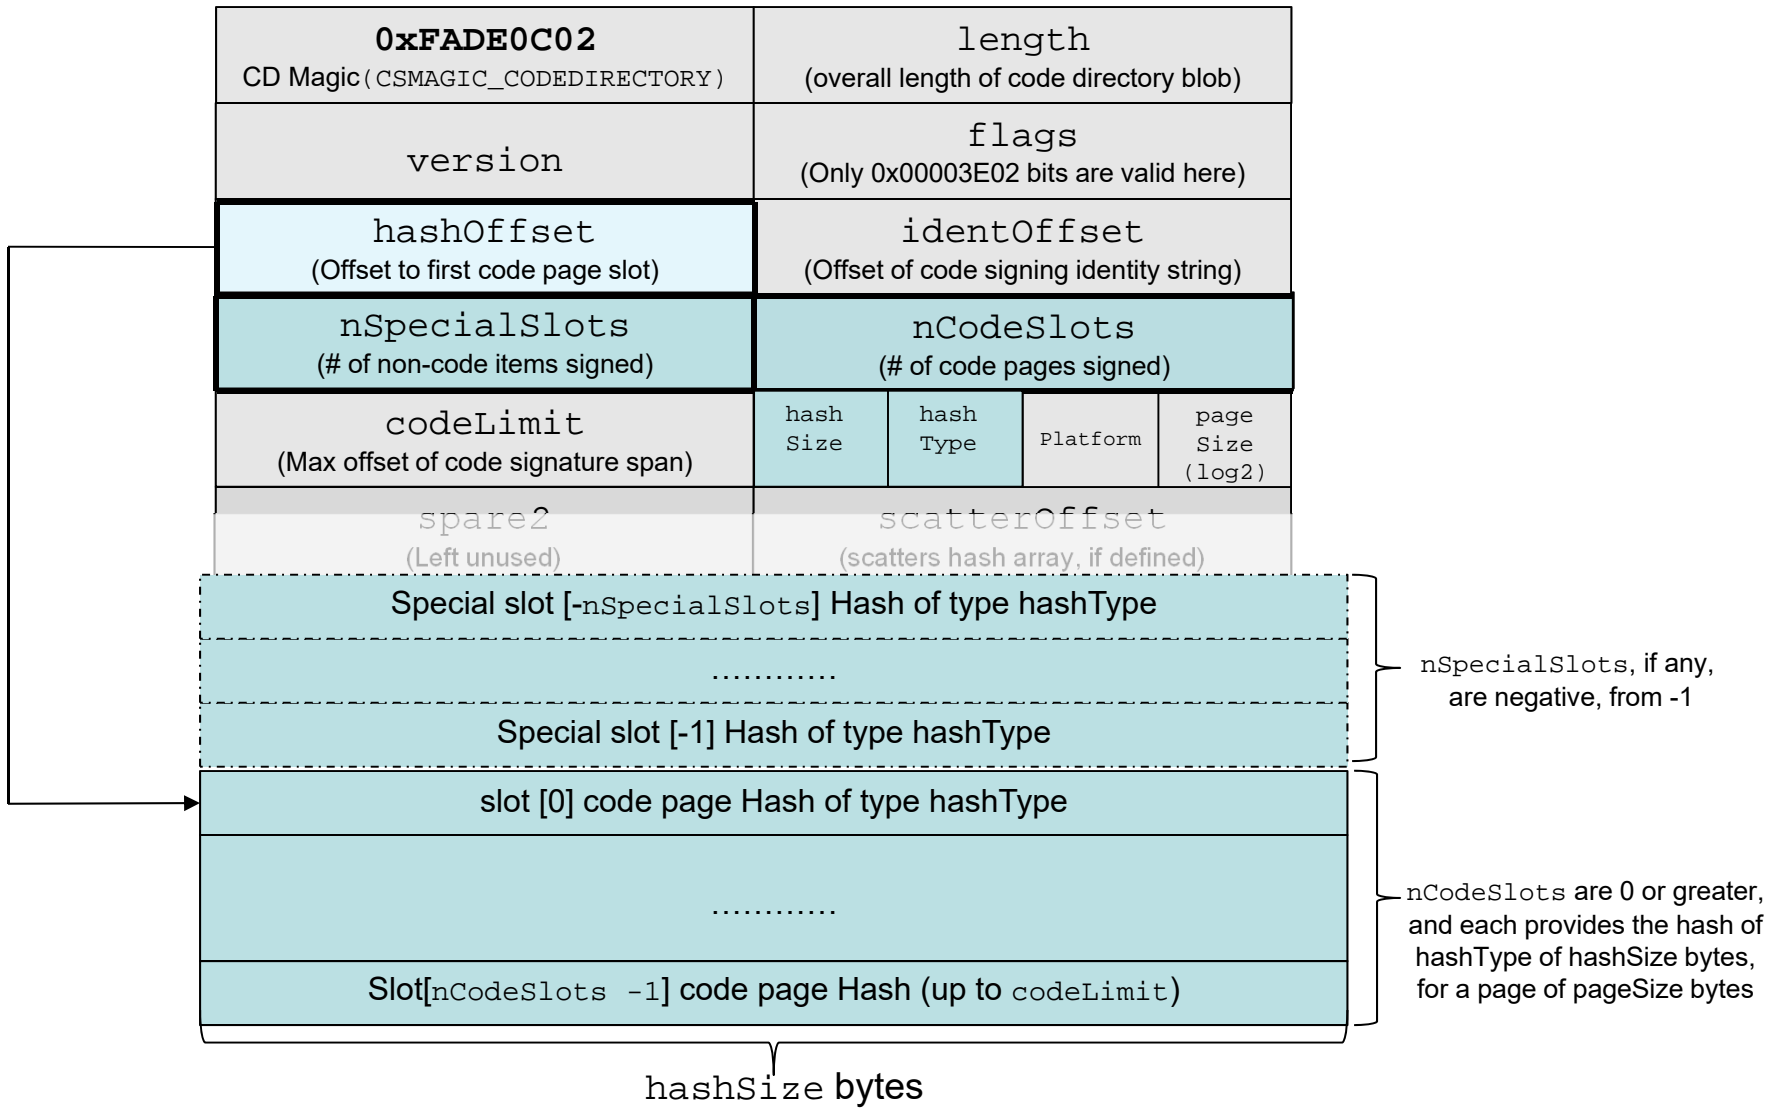 0xFADE0C02
CD Magic(CSMAGIC_CODEDIRECTORY)
length
(overall length of code directory blob)
version
flags
(Only 0x00003E02 bits are valid here)
hashOffset
(Offset to first code page slot)
identOffset
(Offset of code signing identity string)
nSpecialSlots
(# of non-code items signed)
nCodeSlots
(# of code pages signed)
codeLimit
(Max offset of code signature span)
hash
Size
hash
Type
Platform
page
Size
(log2)
spare2
(Left unused)
scatterOffset
(scatters hash array, if defined)
Special slot [-nSpecialSlots] Hash of type hashType
............
Special slot [-1] Hash of type hashType
nSpecialSlots, if any,
are negative, from -1
slot [0] code page Hash of type hashType
............
Slot[nCodeSlots -1] code page Hash (up to codeLimit)
nCodeSlots are 0 or greater,
and each provides the hash of
hashType of hashSize bytes,
for a page of pageSize bytes
hashSize bytes